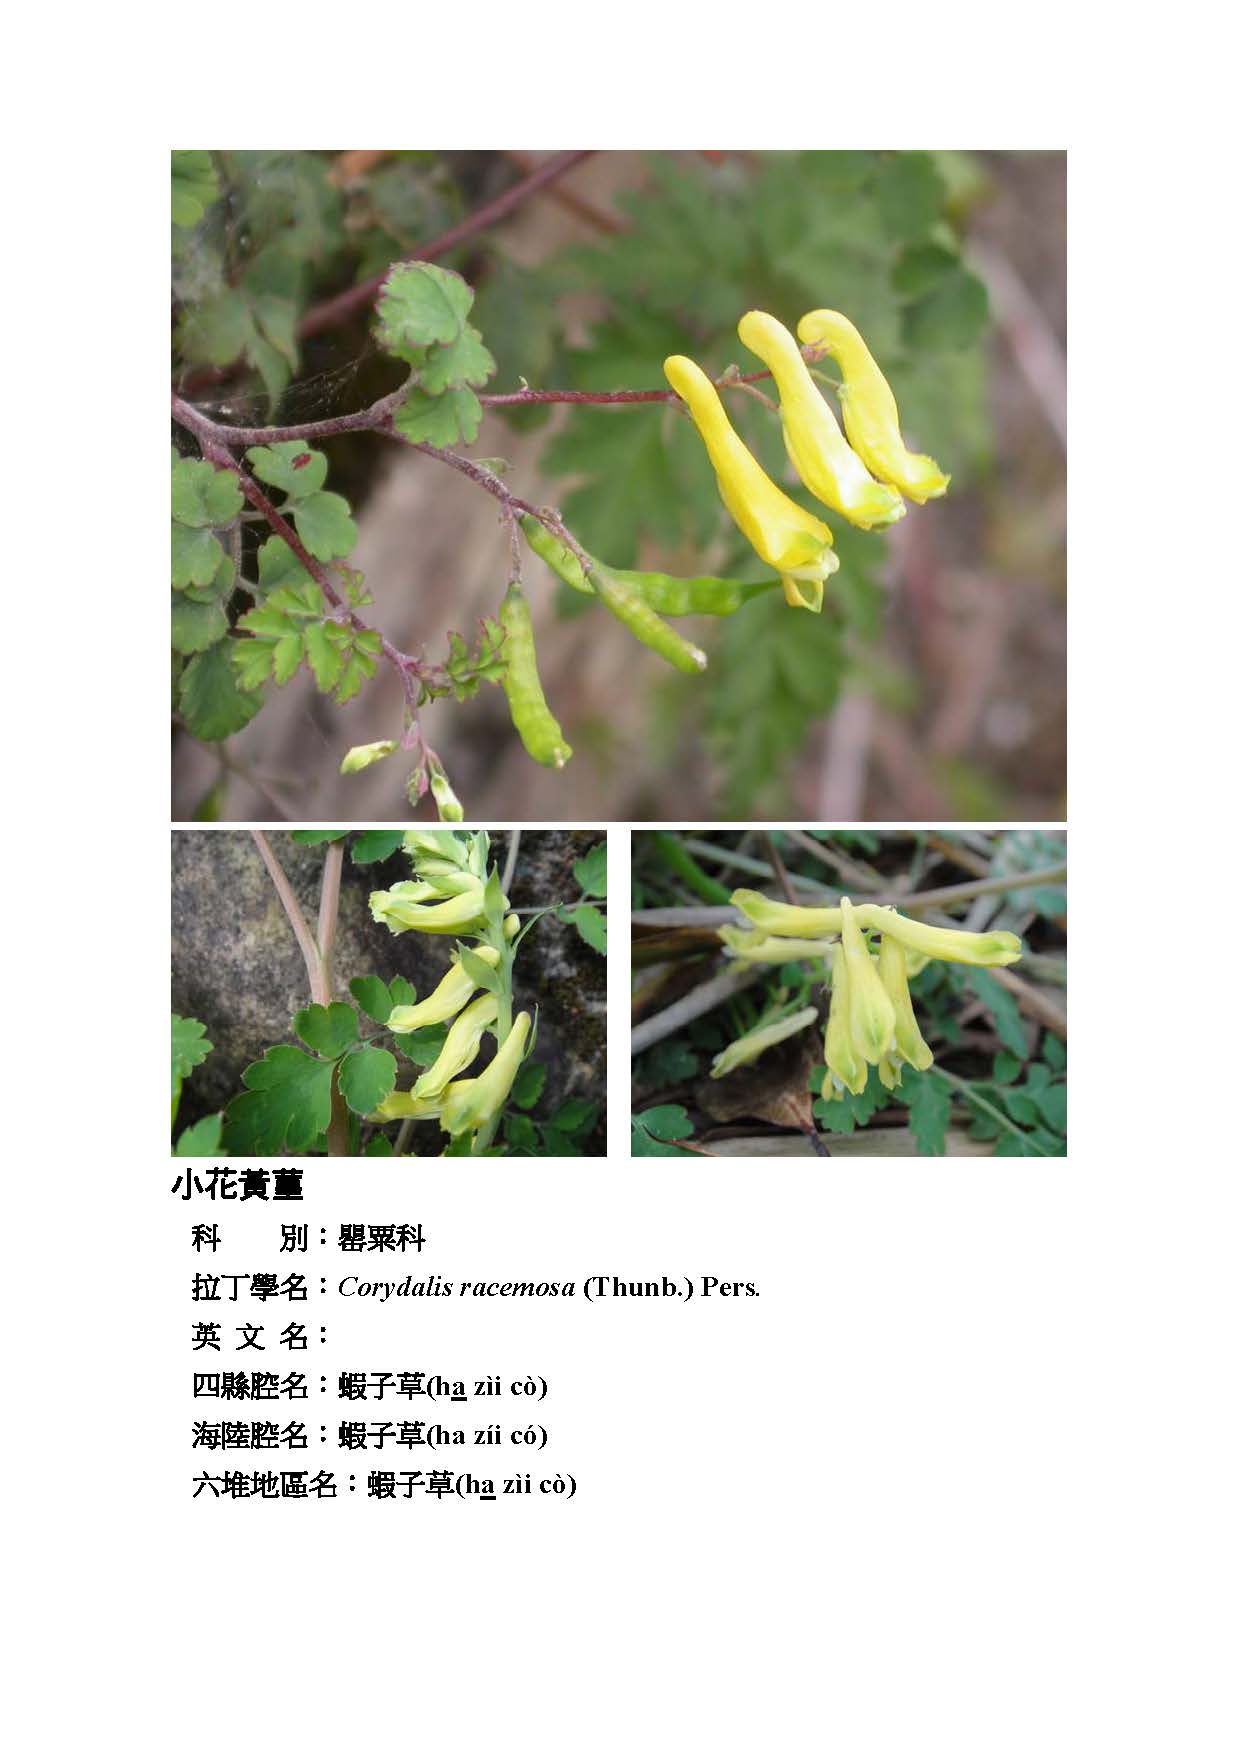 小花黃菫
科　　別：罌粟科
拉丁學名：Corydalis racemosa (Thunb.) Pers.
英 文 名：
四縣腔名：蝦子草(ha zìi cò)
海陸腔名：蝦子草(ha zíi có)
六堆地區名：蝦子草(ha zìi cò)